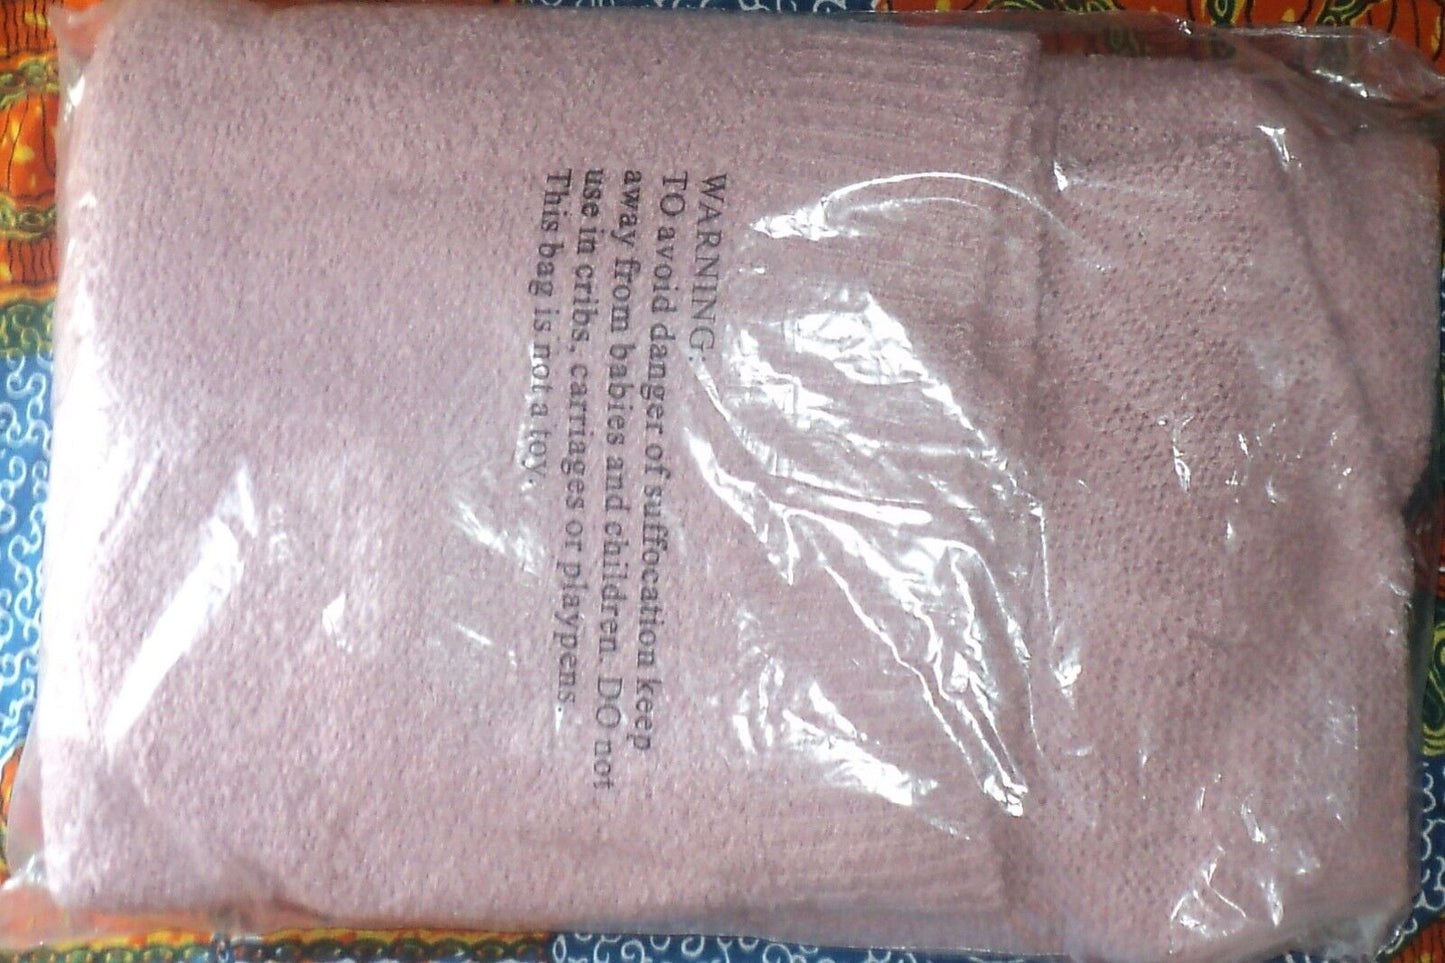 WARNING:
TO avoid danger of suffocation keep
away from babies and children. DO not
use in cribs, carriages or playpens.
This bag is not a toy.